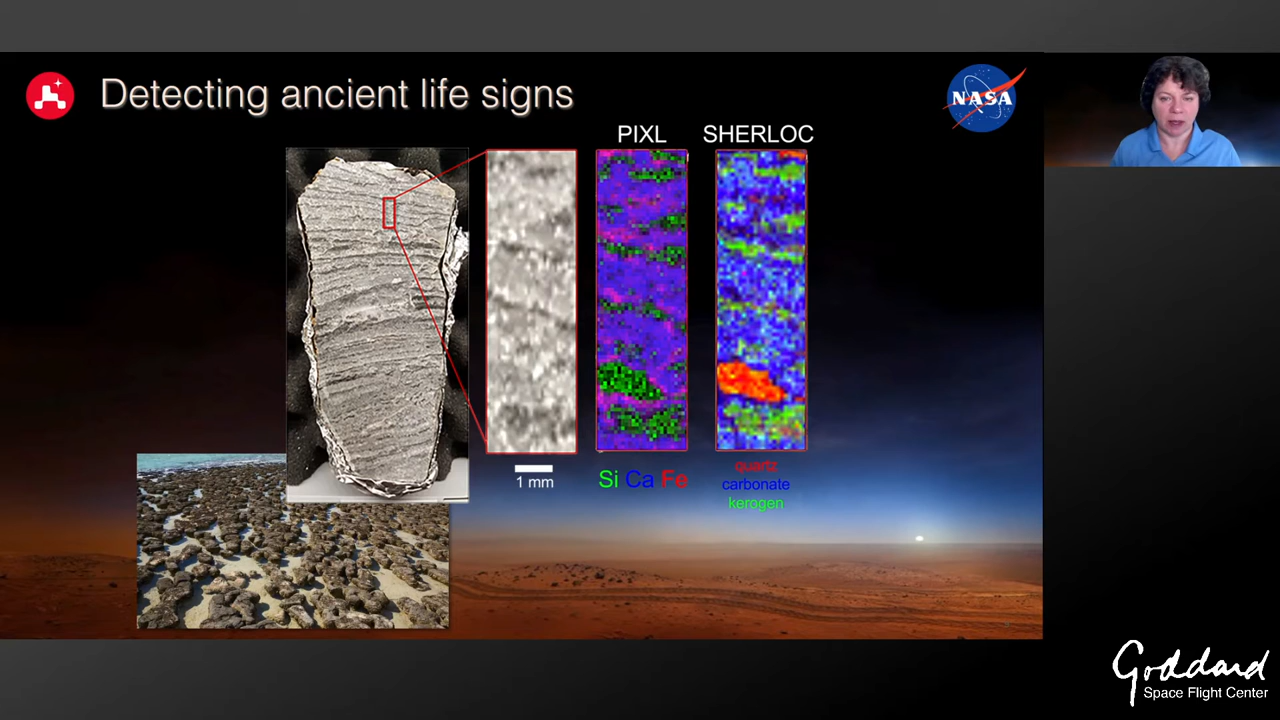 Detecting ancient life signs
NASA
PIXL
SHERLOC
1 mm
Si Ca Fe
quartz
carbonate
kerogen
Goddard
Space Flight Center